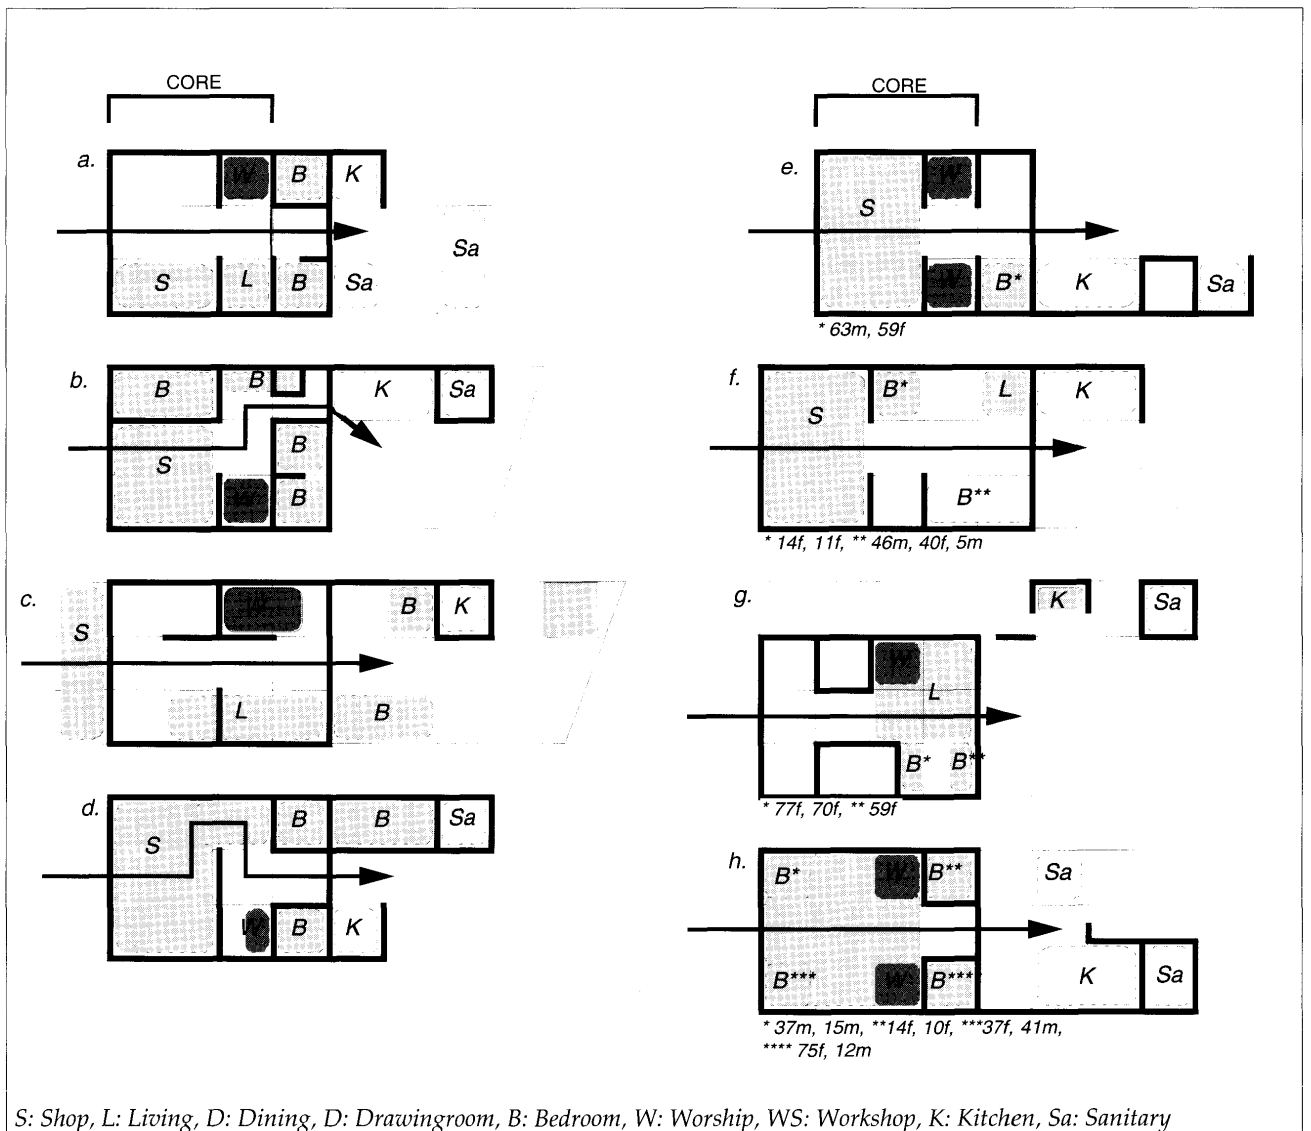 CORE
a. W B K
S L B Sa Sa
b. B B K Sa
S B
W B
c. W B K
S
L B
d. B B Sa
S
W B K
CORE
e. W
S
W B* K Sa
* 63m, 59f
f. B* L K
S
B**
* 14f, 11f, ** 46m, 40f, 5m
g. K Sa
W
L
B* B**
* 77f, 70f, ** 59f
h. B* W B** Sa
B*** W B**** K Sa
* 37m, 15m, **14f, 10f, ***37f, 41m,
**** 75f, 12m
S: Shop, L: Living, D: Dining, D: Drawingroom, B: Bedroom, W: Worship, WS: Workshop, K: Kitchen, Sa: Sanitary